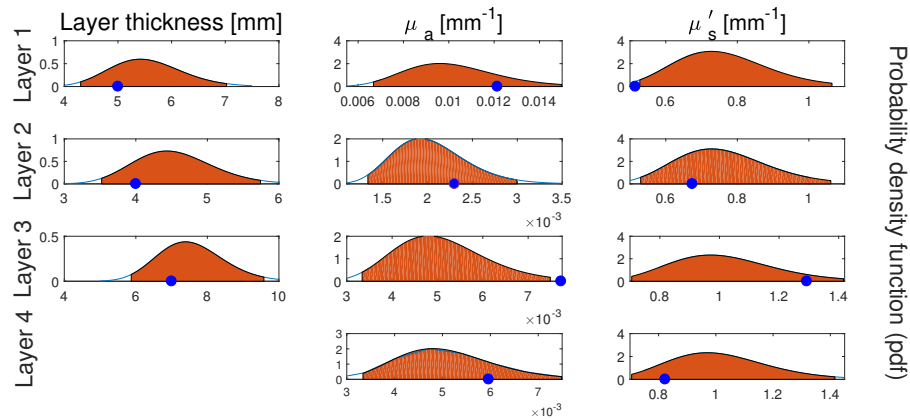 Layer thickness [mm]
μ a [mm-1]
μ s ′ [mm-1]
Layer 1
1
0.5
0
4 5 6 7 8
4
2
0
0.006 0.008 0.01 0.012 0.014
4
2
0
0.6 0.8 1
Layer 2
1
0.5
0
3 4 5 6
2
1
0
1.5 2 2.5 3 3.5
×10-3
4
2
0
0.6 0.8 1
Layer 3
0.5
0
4 6 8 10
2
1
0
3 4 5 6 7
×10-3
4
2
0
0.8 1 1.2 1.4
Layer 4
3
2
1
0
4 5 6 7
×10-3
4
2
0
0.8 1 1.2 1.4
Probability density function (pdf)